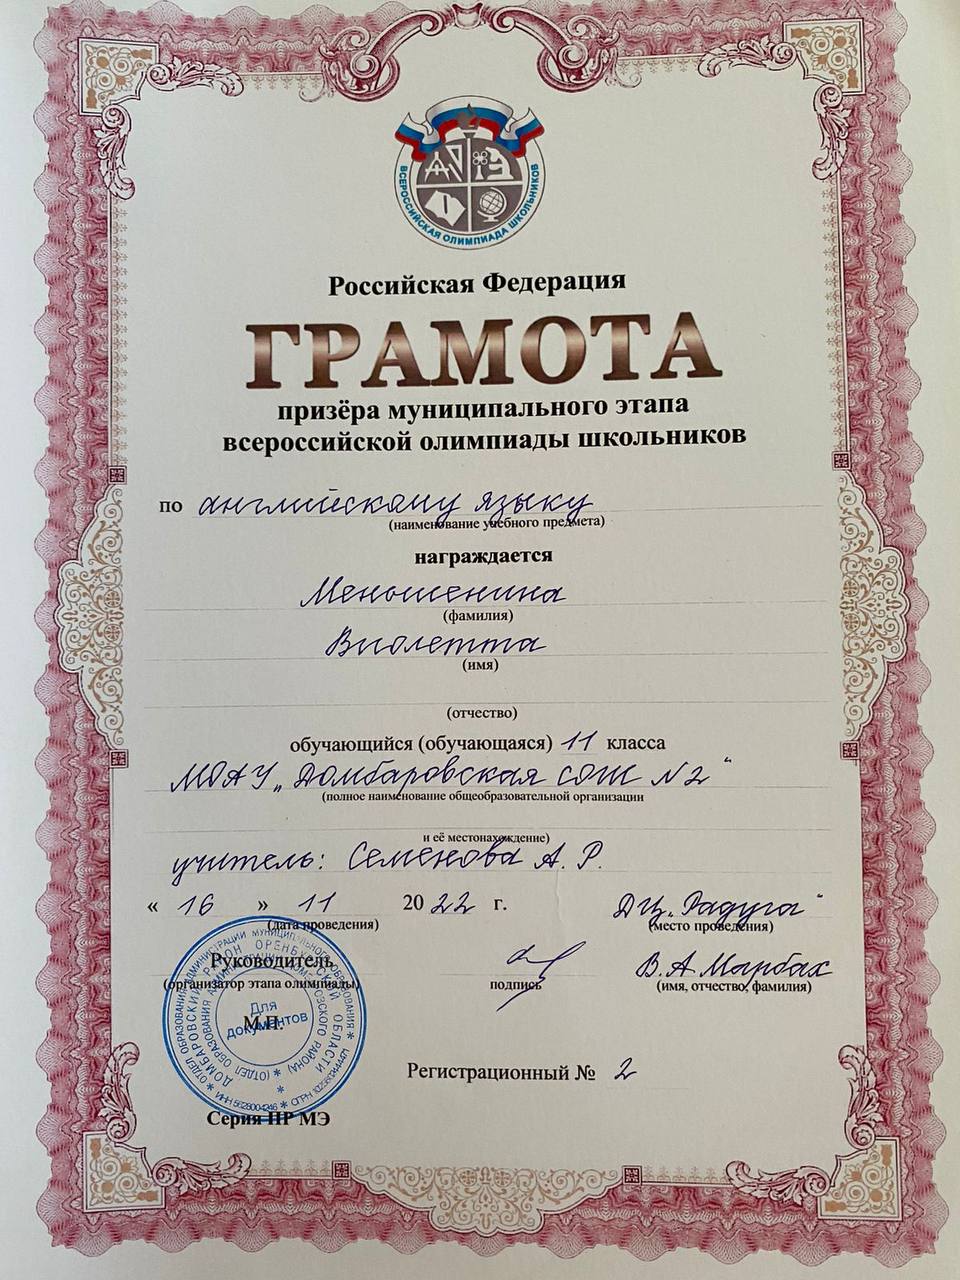 ВСЕРОССИЙСКАЯ ОЛИМПИАДА ШКОЛЬНИКОВ
Российская Федерация
ГРАМОТА
призёра муниципального этапа
всероссийской олимпиады школьников
по английскому языку
(наименование учебного предмета)
награждается
Меньшенина
(фамилия)
Виолетта
(имя)
(отчество)
обучающийся (обучающаяся) 11 класса
МОАУ „Домбаровская СОШ №2"
(полное наименование общеобразовательной организации
и её местонахождение)
учитель: Семенова А. Р.
« 16 » 11 2022 г. ДЦ „Радуга"
(дата проведения) (место проведения)
Руководитель В.А Мырбах
(организатор этапа олимпиады) подпись (имя, отчество, фамилия)
М.П.
Для
документов
Регистрационный № 2
Серия ПР МЭ